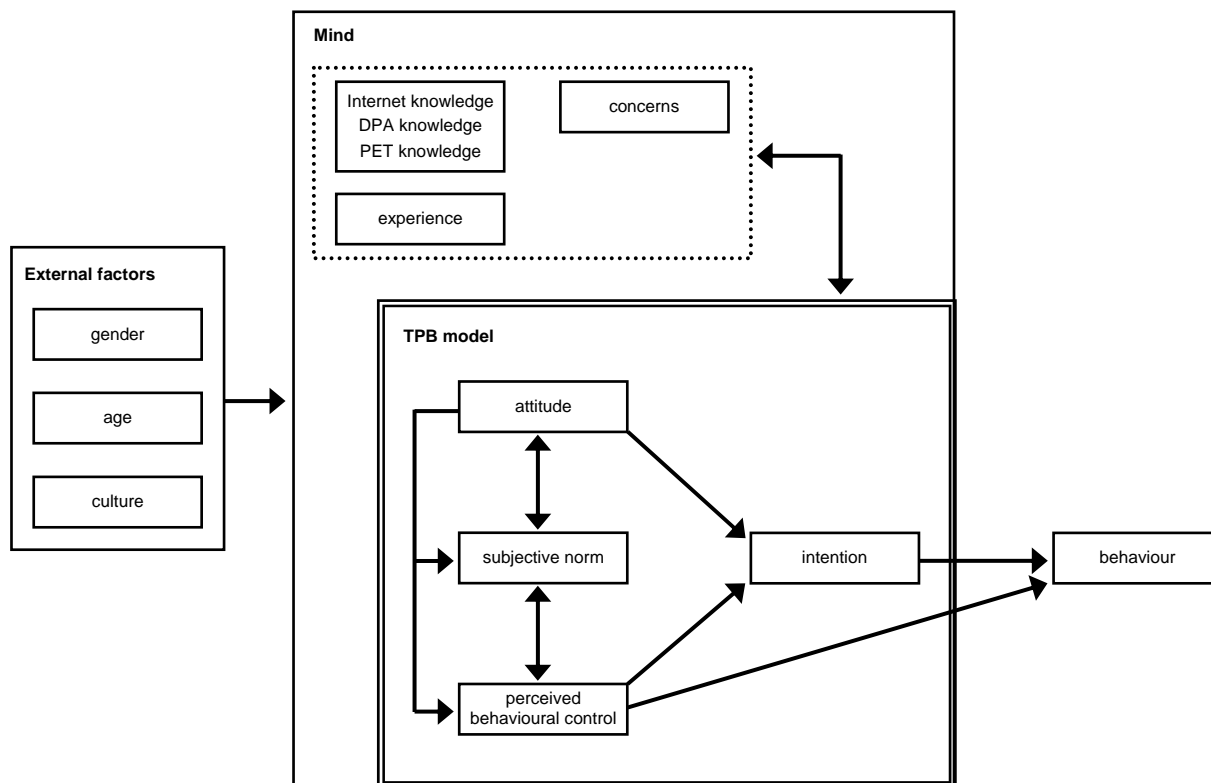 Mind
Internet knowledge
DPA knowledge
PET knowledge
concerns
experience
External factors
gender
age
culture
TPB model
attitude
subjective norm
intention
behaviour
perceived
behavioural control